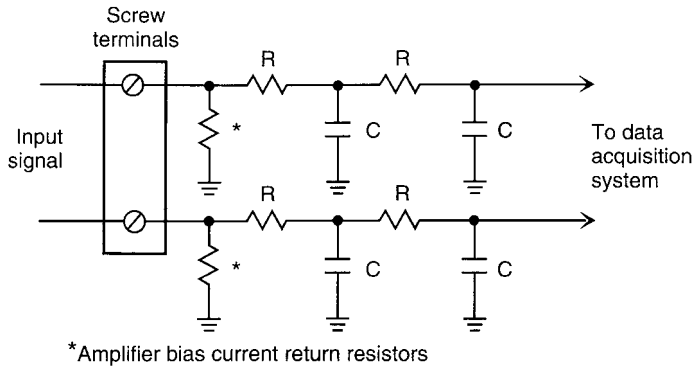 Screw
terminals
R
R
*
C
C
Input
signal
To data
acquisition
system
R
R
*
C
C
*Amplifier bias current return resistors